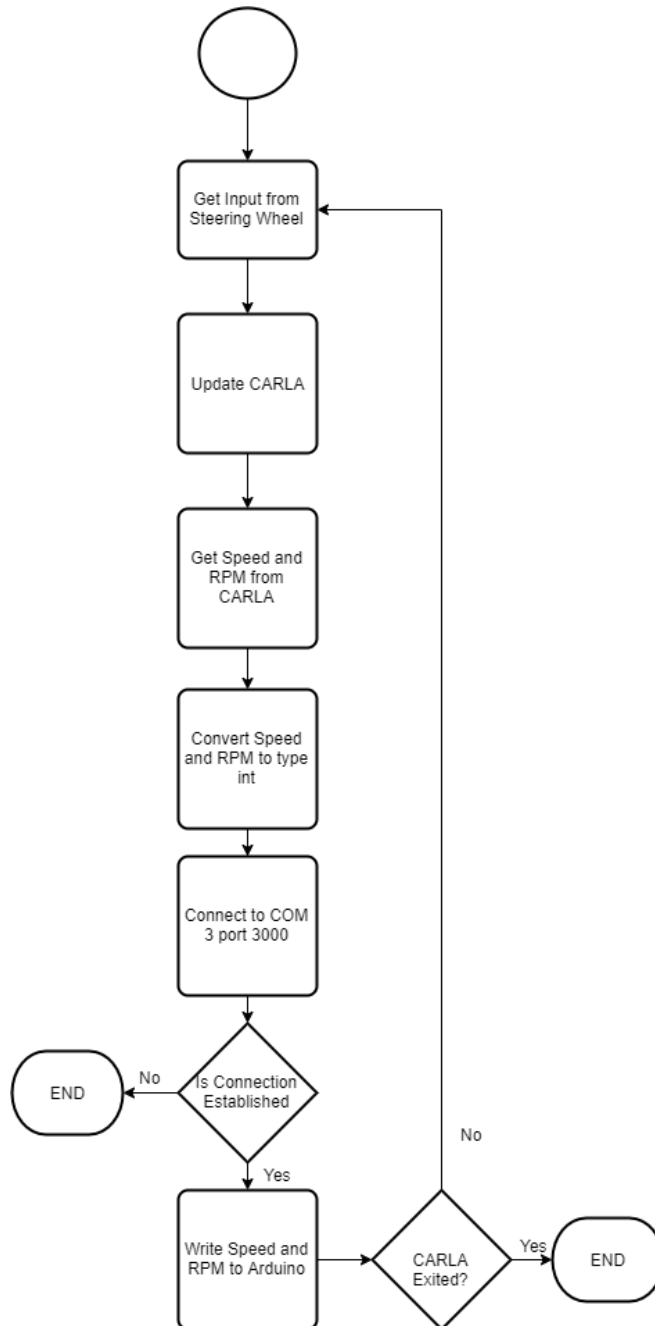 Get Input from
Steering Wheel
Update CARLA
Get Speed and
RPM from
CARLA
Convert Speed
and RPM to type
int
Connect to COM
3 port 3000
Is Connection
Established
No
END
Yes
Write Speed and
RPM to Arduino
CARLA
Exited?
No
Yes
END